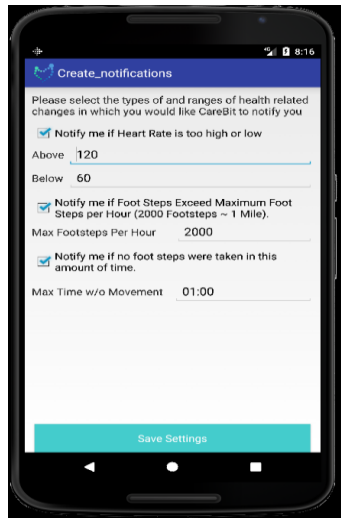 4G 8:16
Create_notifications
Please select the types of and ranges of health related
changes in which you would like CareBit to notify you
Notify me if Heart Rate is too high or low
Above 120
Below 60
Notify me if Foot Steps Exceed Maximum Foot
Steps per Hour (2000 Footsteps ~ 1 Mile).
Max Footsteps Per Hour 2000
Notify me if no foot steps were taken in this
amount of time.
Max Time w/o Movement 01:00
Save Settings